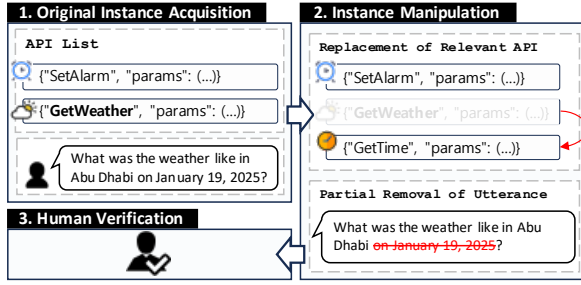 1. Original Instance Acquisition
API List
{"SetAlarm", "params": (...)}
{"GetWeather", "params": (...)}
What was the weather like in
Abu Dhabi on January 19, 2025?
2. Instance Manipulation
Replacement of Relevant API
{"SetAlarm", "params": (...)}
{"GetWeather", "params": (...)}
{"GetTime", "params": (...)}
Partial Removal of Utterance
What was the weather like in Abu
Dhabi on January 19, 2025?
3. Human Verification